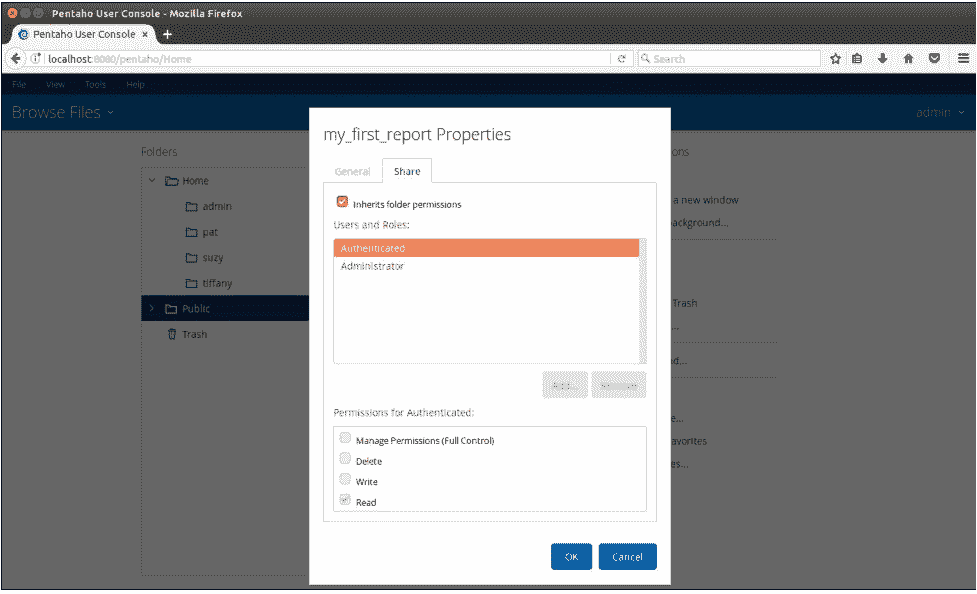 Pentaho User Console - Mozilla Firefox
Pentaho User Console
localhost:8080/pentaho/Home
Search
File View Tools Help
Browse Files
admin
Folders
ons
Home
admin
pat
suzy
tiffany
Public
Trash
a new window
ackground...
Trash
...
d...
e...
avorites
es...
my_first_report Properties
General Share
Inherits folder permissions
Users and Roles:
Authenticated
Administrator
Add...
Permissions for Authenticated:
Manage Permissions (Full Control)
Delete
Write
Read
OK Cancel